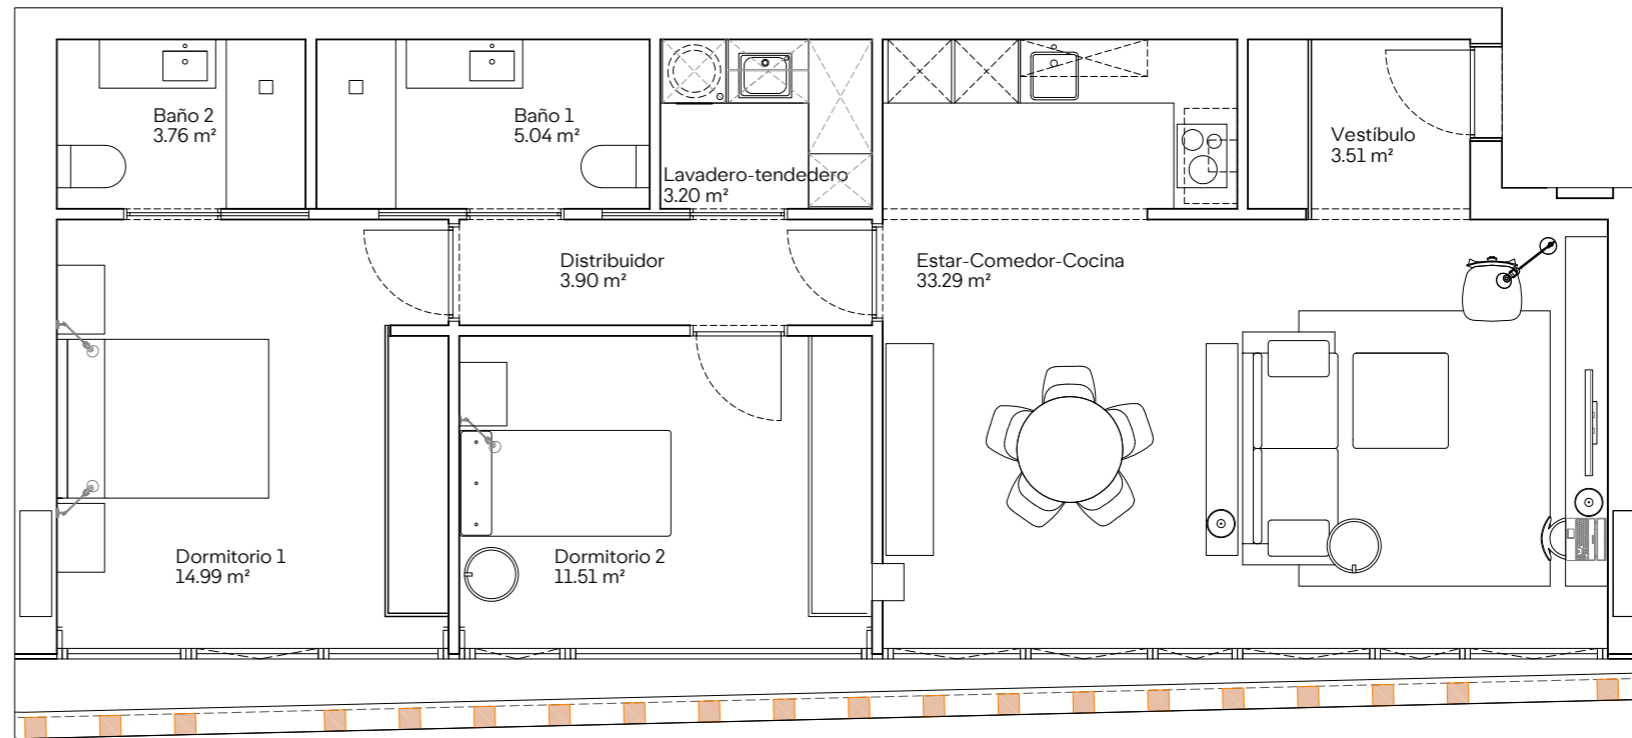 Baño 2
3.76 m²
Baño 1
5.04 m²
Lavadero-tendedero
3.20 m²
Vestíbulo
3.51 m²
Distribuidor
3.90 m²
Estar-Comedor-Cocina
33.29 m²
Dormitorio 1
14.99 m²
Dormitorio 2
11.51 m²